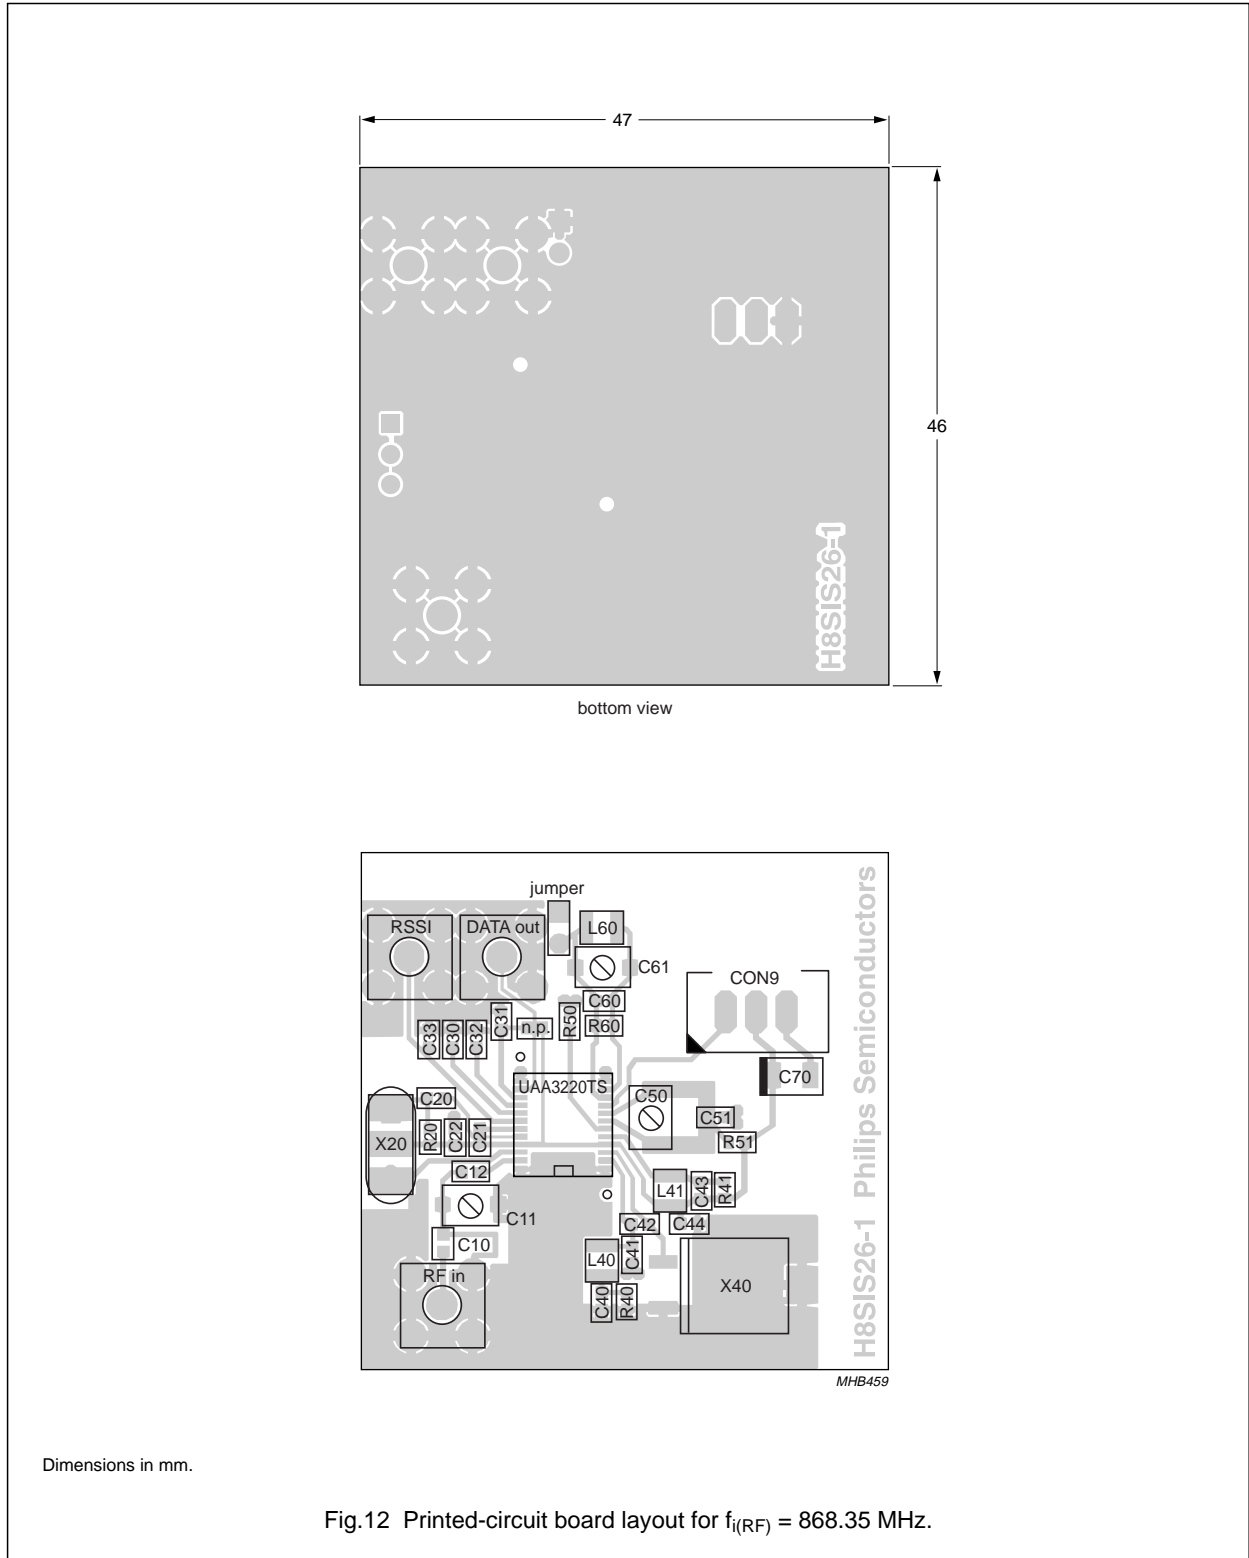 47
46
H8SIS26-1
bottom view
jumper
RSSI
DATA out
L60
C61
CON9
C60
R50
R60
C31
n.p.
C33
C30
C32
C70
UAA3220TS
C50
C51
R51
C20
X20
R20
C22
C21
C12
C11
C10
RF in
L41
C43
R41
C42
C44
L40
C41
C40
R40
X40
H8SIS26-1 Philips Semiconductors
MHB459
Dimensions in mm.
Fig.12 Printed-circuit board layout for fi(RF) = 868.35 MHz.